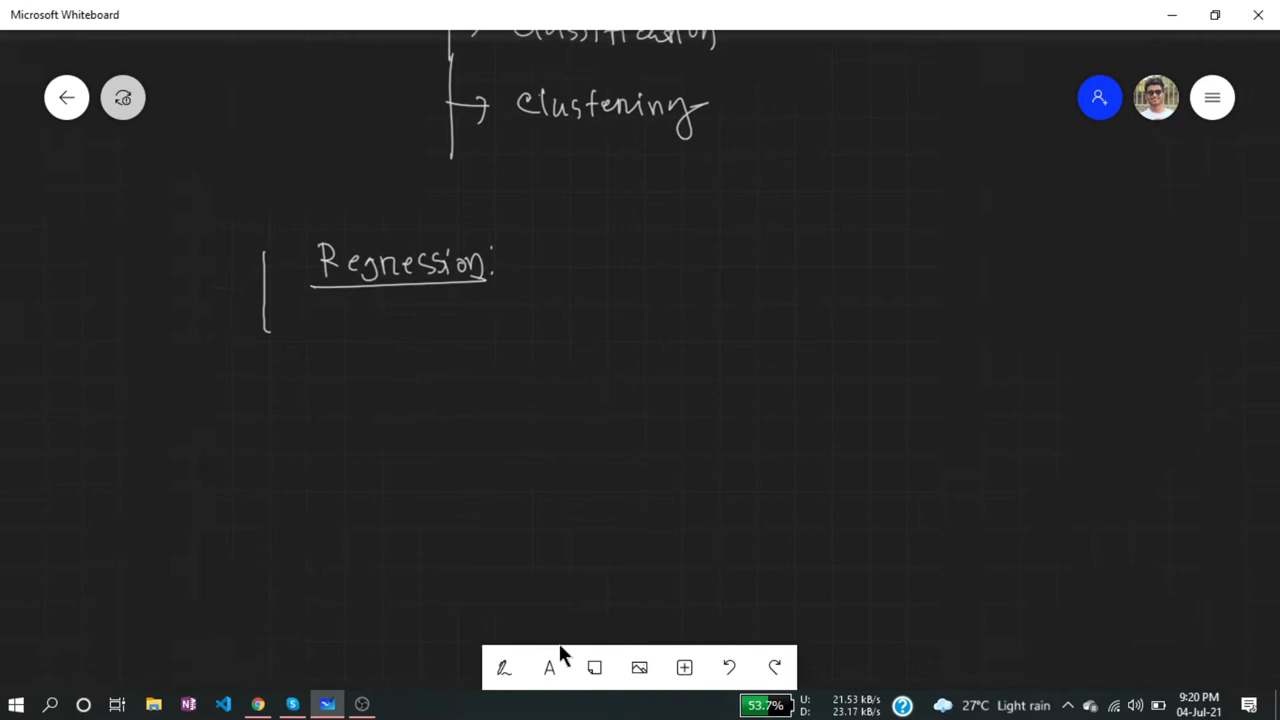 Microsoft Whiteboard
Classification
Clustering
Regression:
A
53.7%
U: 21.53 kB/s
D: 23.17 kB/s
27°C Light rain
9:20 PM
04-Jul-21